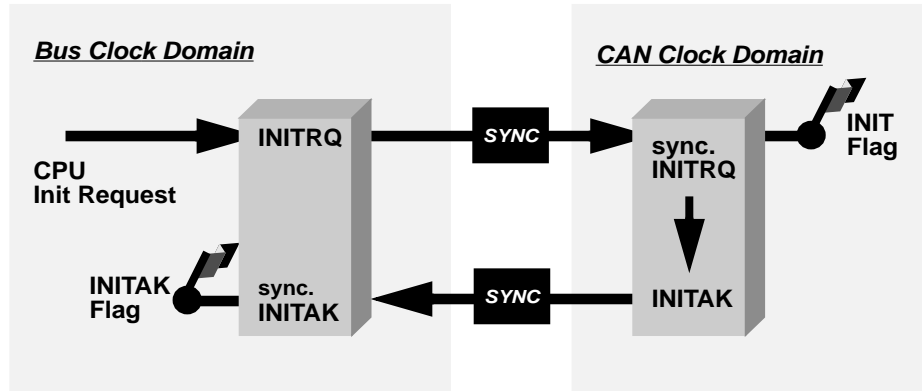 Bus Clock Domain
CAN Clock Domain
INITRQ
SYNC
sync.
INITRQ
INIT
Flag
CPU
Init Request
INITAK
Flag
sync.
INITAK
SYNC
INITAK